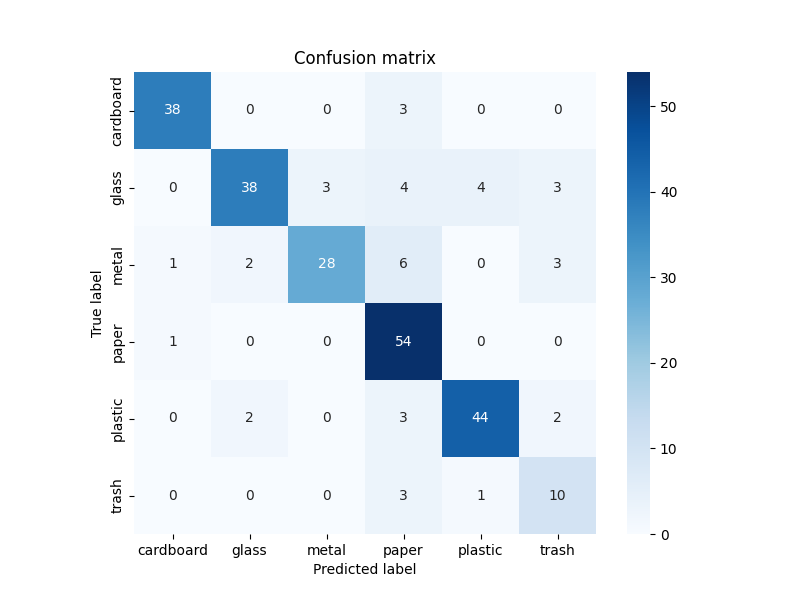 Confusion matrix
True label
cardboard 38 0 0 3 0 0
glass 0 38 3 4 4 3
metal 1 2 28 6 0 3
paper 1 0 0 54 0 0
plastic 0 2 0 3 44 2
trash 0 0 0 3 1 10
cardboard glass metal paper plastic trash
Predicted label
50
40
30
20
10
0